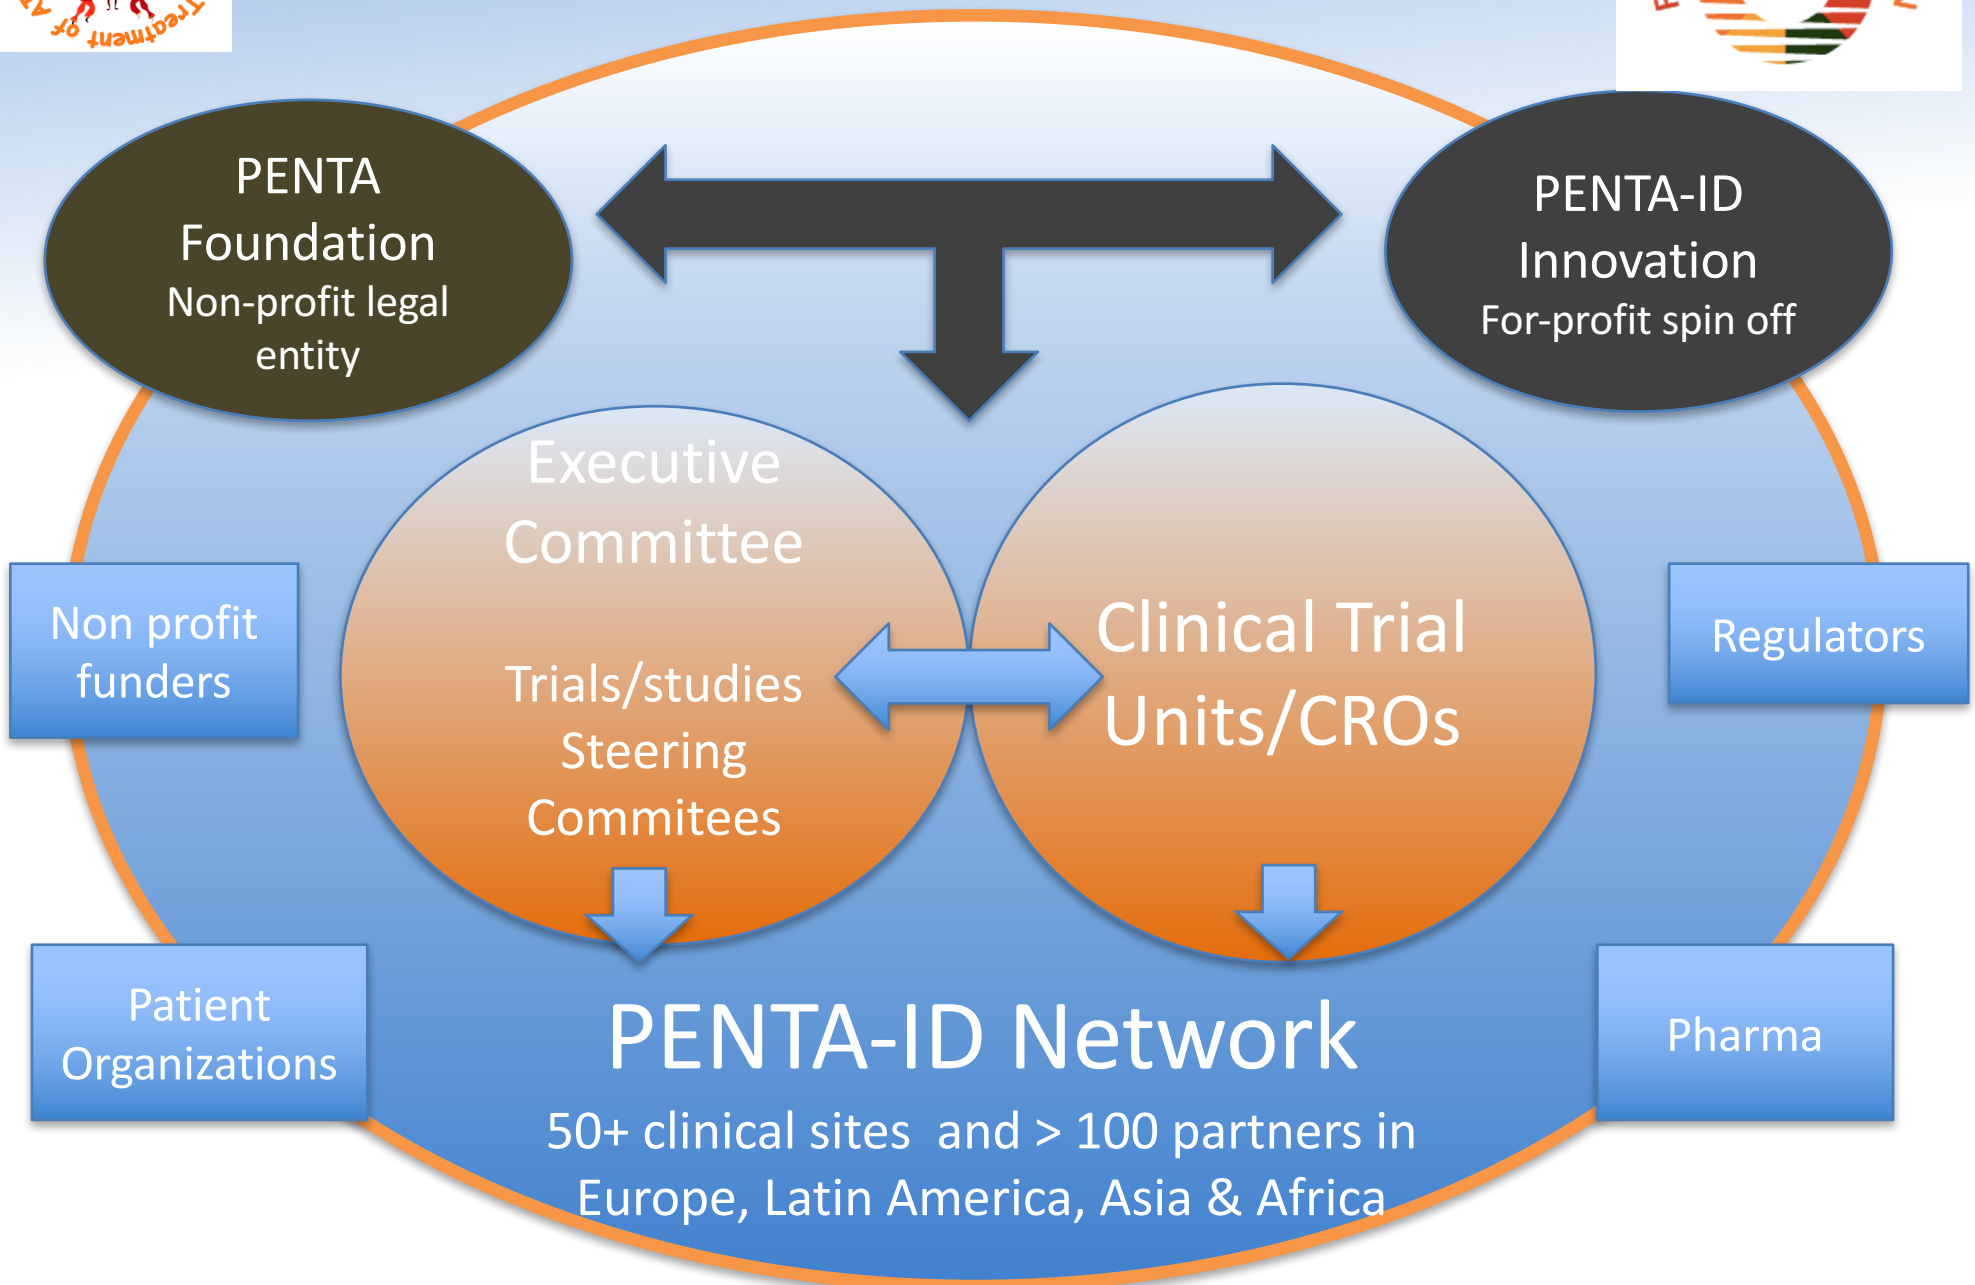 Treatment of
PENTA
Foundation
Non-profit legal
entity
PENTA-ID
Innovation
For-profit spin off
Executive
Committee
Trials/studies
Steering
Commitees
Clinical Trial
Units/CROs
Non profit
funders
Regulators
Patient
Organizations
Pharma
PENTA-ID Network
50+ clinical sites  and > 100 partners in
Europe, Latin America, Asia & Africa